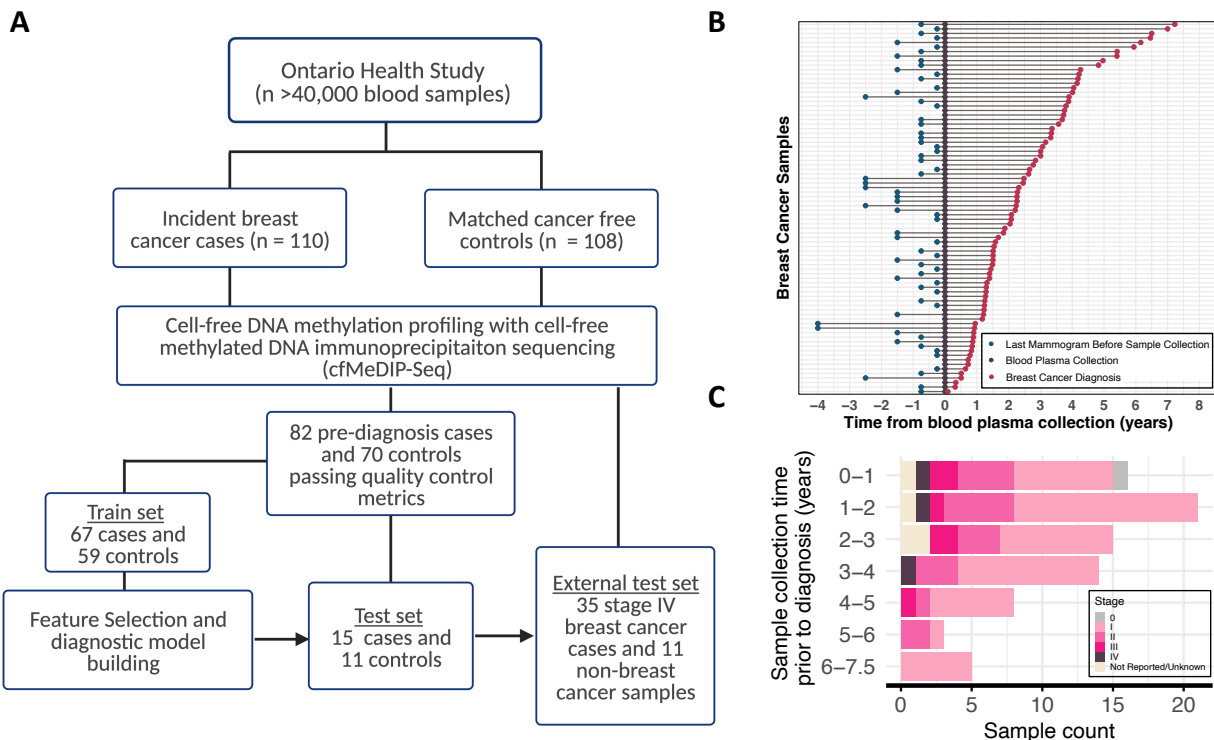 A
Ontario Health Study
(n >40,000 blood samples)
Incident breast
cancer cases (n = 110)
Matched cancer free
controls (n  = 108)
Cell-free DNA methylation profiling with cell-free
methylated DNA immunoprecipitaiton sequencing
(cfMeDIP-Seq)
82 pre-diagnosis cases
and 70 controls
passing quality control
metrics
Train set
67 cases and
59 controls
Feature Selection and
diagnostic model
building
Test set
15  cases and
11 controls
External test set
35 stage IV
breast cancer
cases and 11
non-breast
cancer samples
B
Breast Cancer Samples
Last Mammogram Before Sample Collection
Blood Plasma Collection
Breast Cancer Diagnosis
−4 −3 −2 −1 0 1 2 3 4 5 6 7 8
Time from blood plasma collection (years)
C
Sample collection time
prior to diagnosis (years)
0−1
1−2
2−3
3−4
4−5
5−6
6−7.5
Stage
0
I
II
III
IV
Not Reported/Unknown
0 5 10 15 20
Sample count